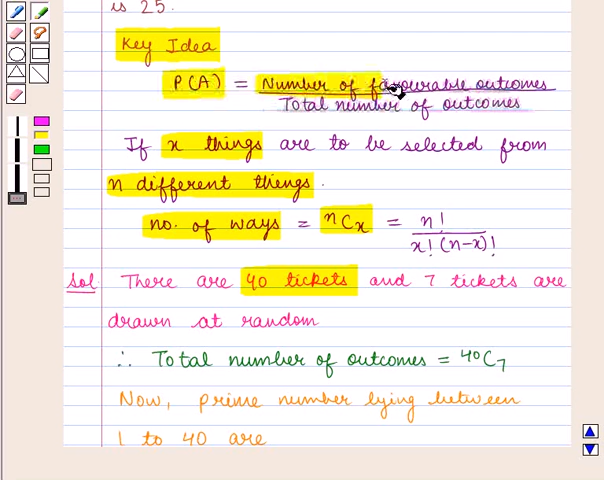 is 25.
Key Idea
P(A) = Number of favourable outcomes
Total number of outcomes
If x things are to be selected from
n different things.
no. of ways = ⁿCₓ = n!
x! (n-x)!
Sol There are 40 tickets and 7 tickets are
drawn at random
∴ Total number of outcomes = ⁴⁰C₇
Now, prime number lying between
1 to 40 are